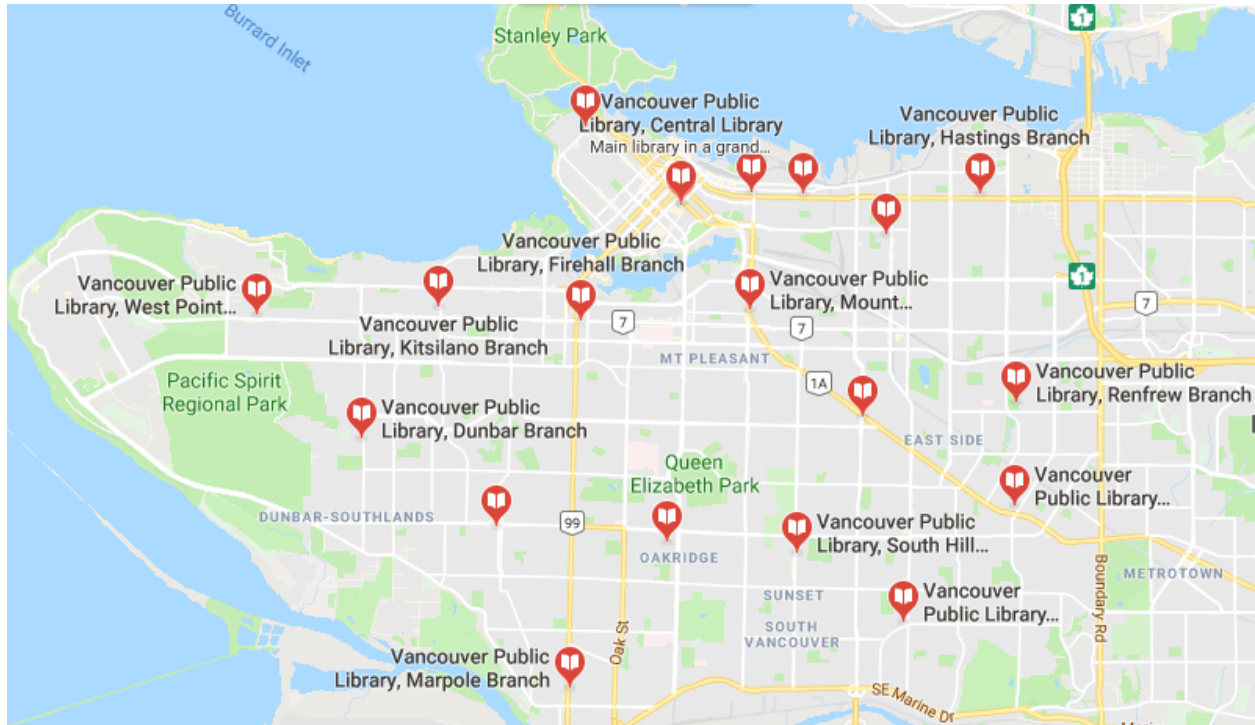 Burrard Inlet
Stanley Park
1
Vancouver Public
Library, Central Library
Main library in a grand...
Vancouver Public
Library, Hastings Branch
Vancouver Public
Library, Firehall Branch
1
Vancouver Public
Library, West Point...
Vancouver Public
Library, Mount...
7
7
7
Vancouver Public
Library, Kitsilano Branch
MT PLEASANT
1A
Vancouver Public
Library, Renfrew Branch
Pacific Spirit
Regional Park
Vancouver Public
Library, Dunbar Branch
EAST SIDE
Queen
Elizabeth Park
Vancouver
Public Library...
DUNBAR-SOUTHLANDS
99
Vancouver Public
Library, South Hill...
OAKRIDGE
METROTOWN
SUNSET
Vancouver
Public Library...
SOUTH
VANCOUVER
Boundary Rd
Oak St
Vancouver Public
Library, Marpole Branch
SE Marine Dr